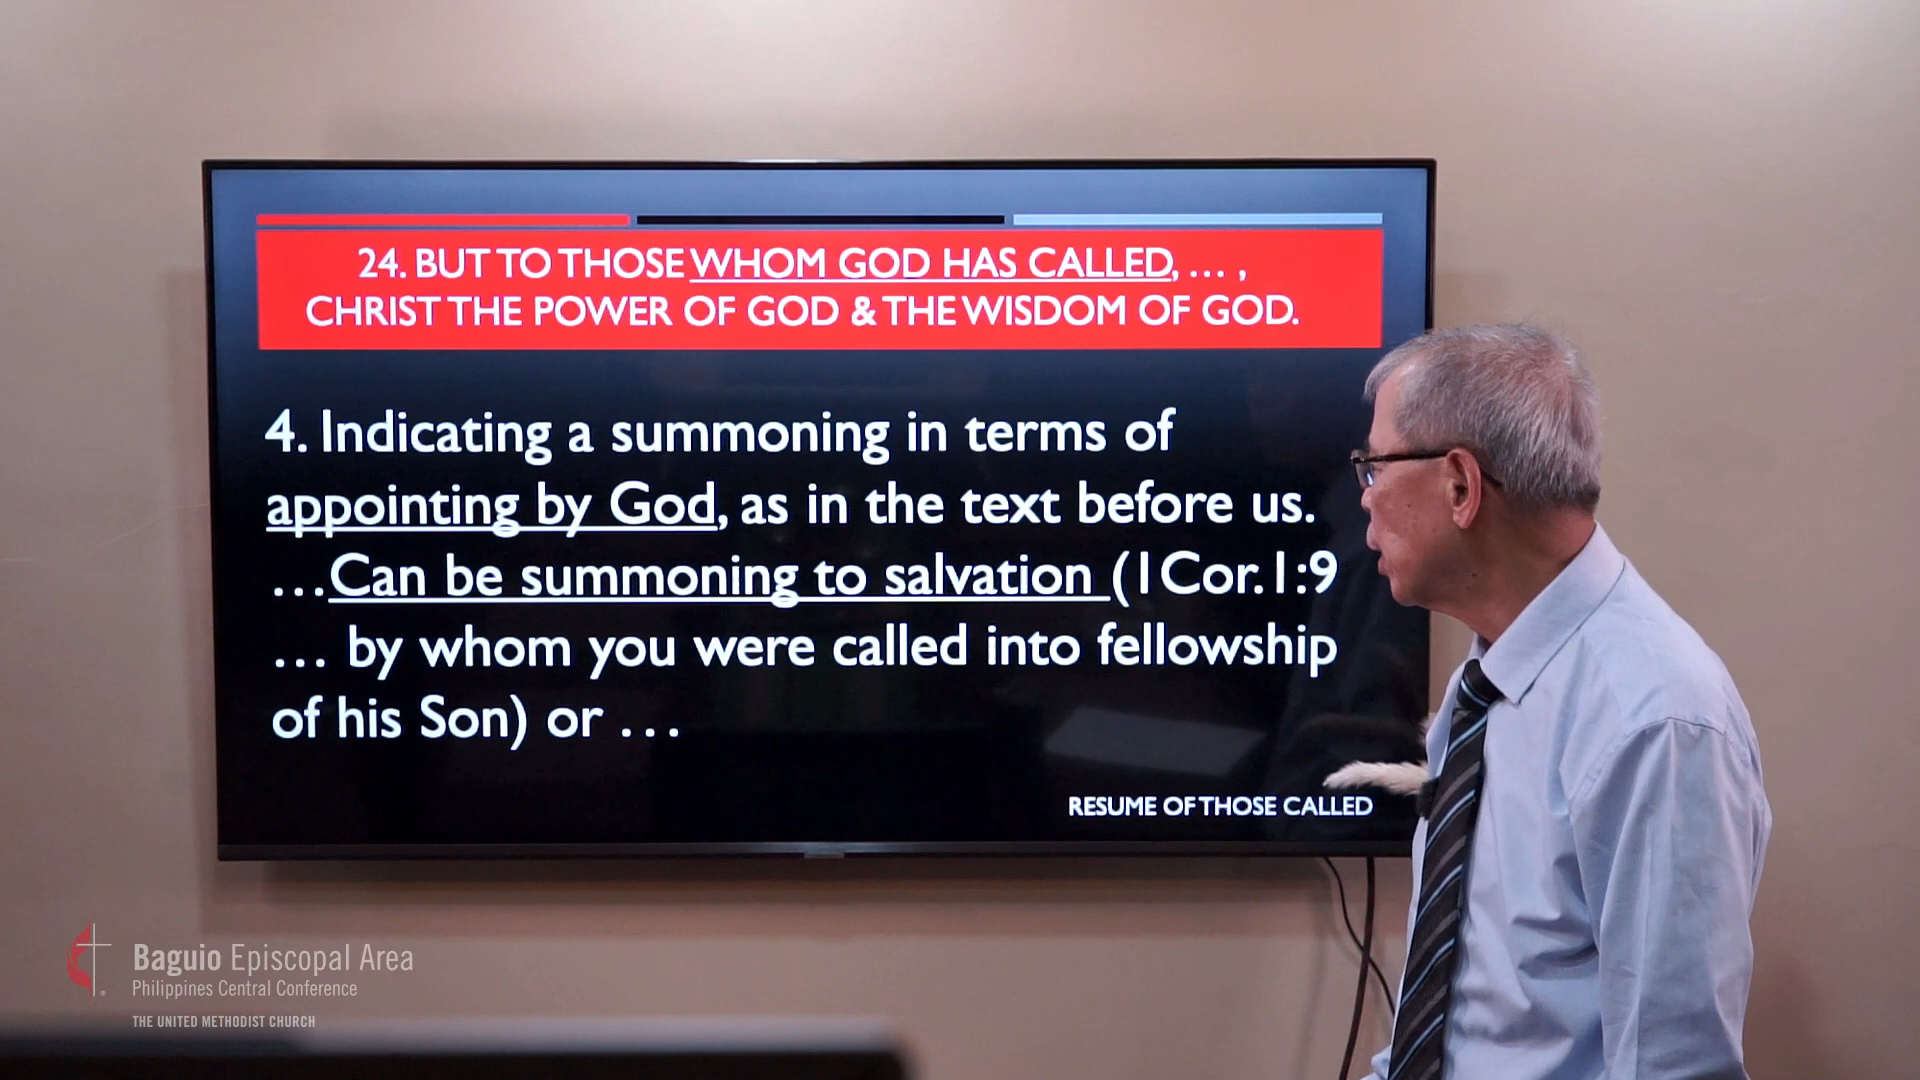 24. BUT TO THOSE WHOM GOD HAS CALLED, ... ,
CHRIST THE POWER OF GOD & THE WISDOM OF GOD.
4. Indicating a summoning in terms of
appointing by God, as in the text before us.
...Can be summoning to salvation (1Cor.1:9
... by whom you were called into fellowship
of his Son) or ...
RESUME OF THOSE CALLED
Baguio Episcopal Area
Philippines Central Conference
THE UNITED METHODIST CHURCH